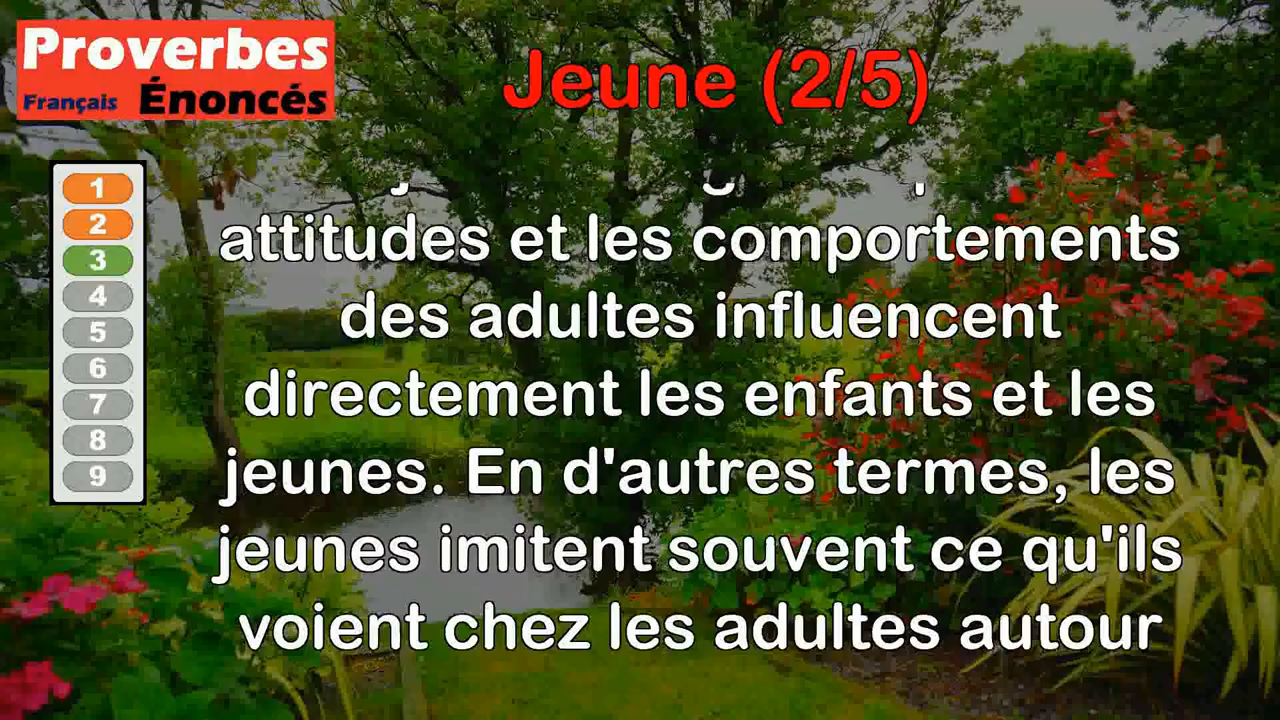 Proverbes
Français Énoncés
Jeune (2/5)
1
2
3
4
5
6
7
8
9
attitudes et les comportements
des adultes influencent
directement les enfants et les
jeunes. En d'autres termes, les
jeunes imitent souvent ce qu'ils
voient chez les adultes autour